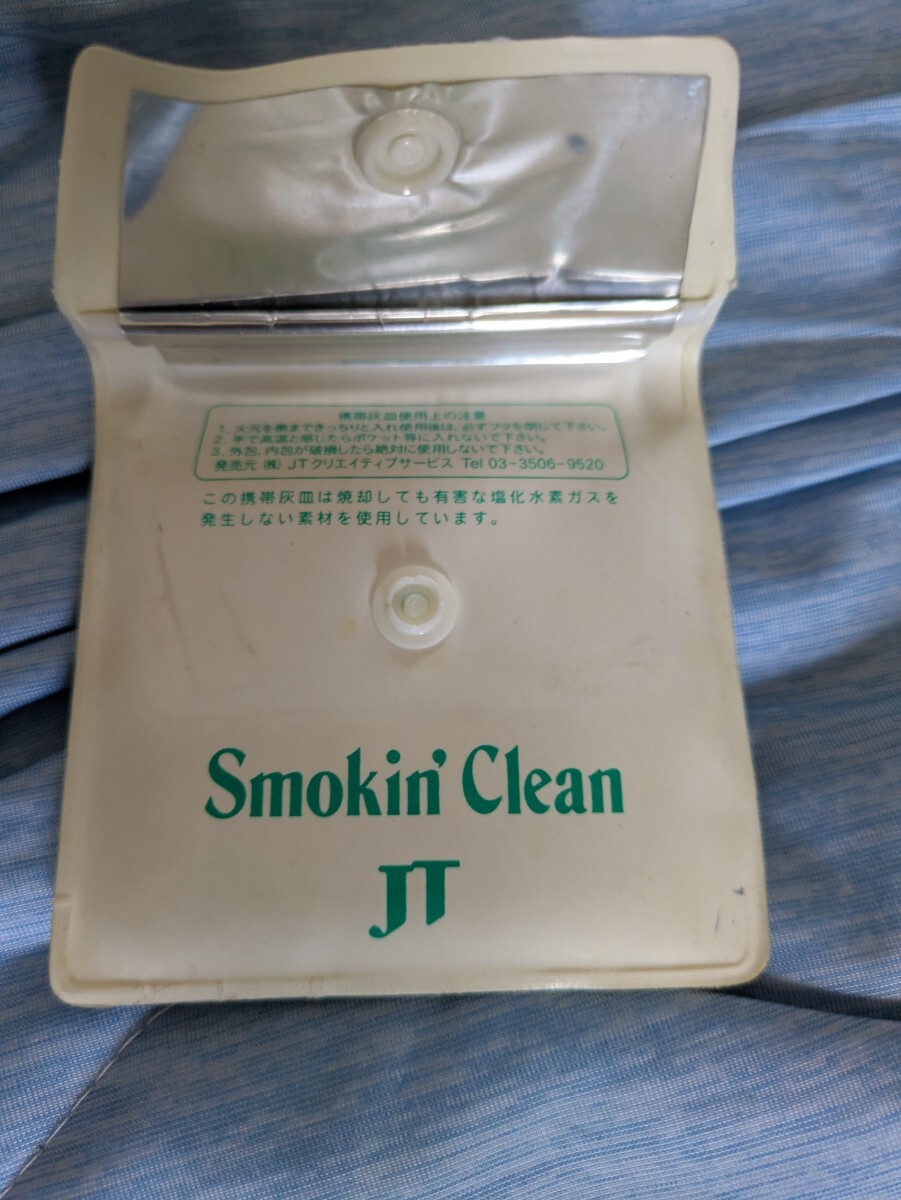 携帯灰皿使用上の注意
1. 火元を奥まできっちりと入れ使用後は、必ずフタを閉して下さい。
2. 手で高温と感じたらポケット等に入れないで下さい。
3. 外包、内包が破損したら絶対に使用しないで下さい。
発売元 ㈱ JTクリエイティブサービス Tel 03-3506-9520
この携帯灰皿は焼却しても有害な塩化水素ガスを
発生しない素材を使用しています。
Smokin' Clean
JT